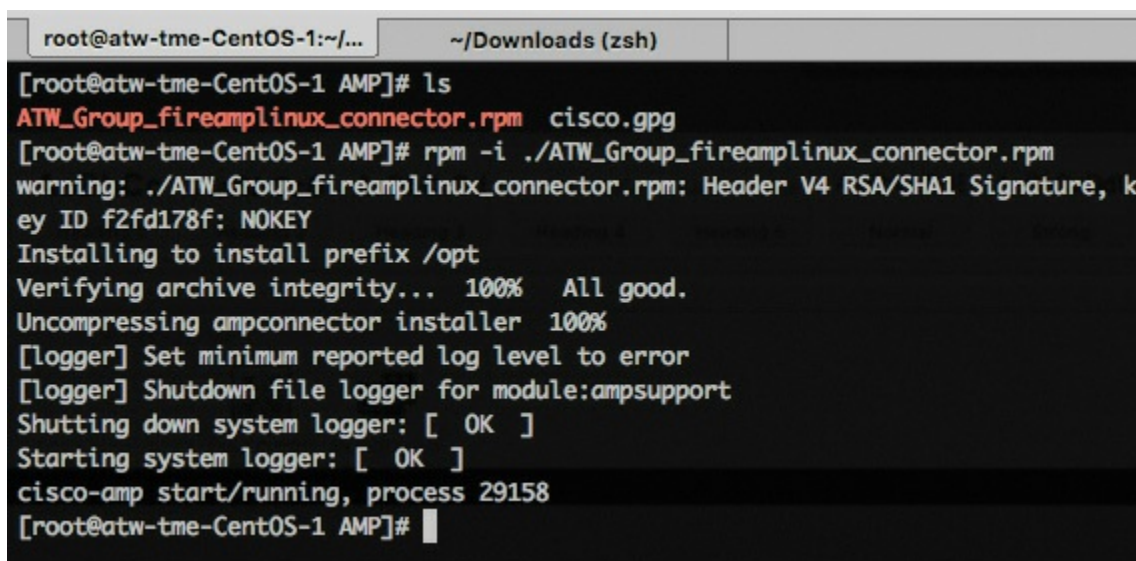 root@atw-tme-CentOS-1:~/... ~/Downloads (zsh)
[root@atw-tme-CentOS-1 AMP]# ls
ATW_Group_fireamplinux_connector.rpm cisco.gpg
[root@atw-tme-CentOS-1 AMP]# rpm -i ./ATW_Group_fireamplinux_connector.rpm
warning: ./ATW_Group_fireamplinux_connector.rpm: Header V4 RSA/SHA1 Signature, k
ey ID f2fd178f: NOKEY
Installing to install prefix /opt
Verifying archive integrity... 100% All good.
Uncompressing ampconnector installer 100%
[logger] Set minimum reported log level to error
[logger] Shutdown file logger for module:ampsupport
Shutting down system logger: [ OK ]
Starting system logger: [ OK ]
cisco-amp start/running, process 29158
[root@atw-tme-CentOS-1 AMP]#